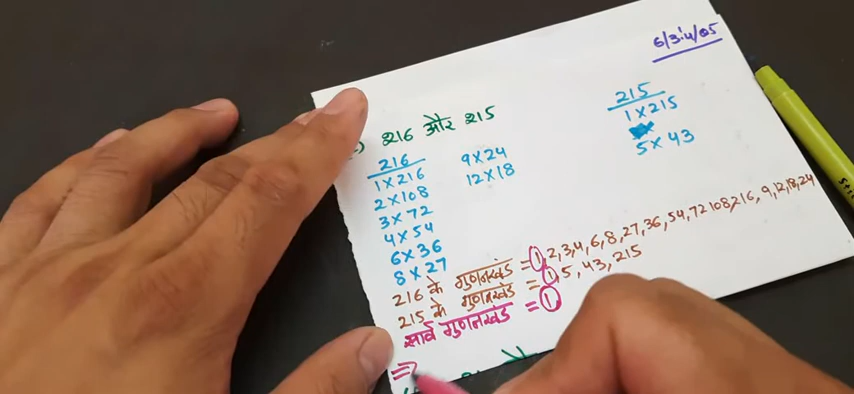 6/3.4/05
216 और 215
216
1 × 216
2 × 108
3 × 72
4 × 54
6 × 36
8 × 27
9 × 24
12 × 18
215
1 × 215
5 × 43
216 के गुणनखंड = 1, 2, 3, 4, 6, 8, 27, 36, 54, 72 108, 216, 9, 12, 18, 24
215 के गुणनखंड = 1, 5, 43, 215
सार्व गुणनखंड = 1
⇒